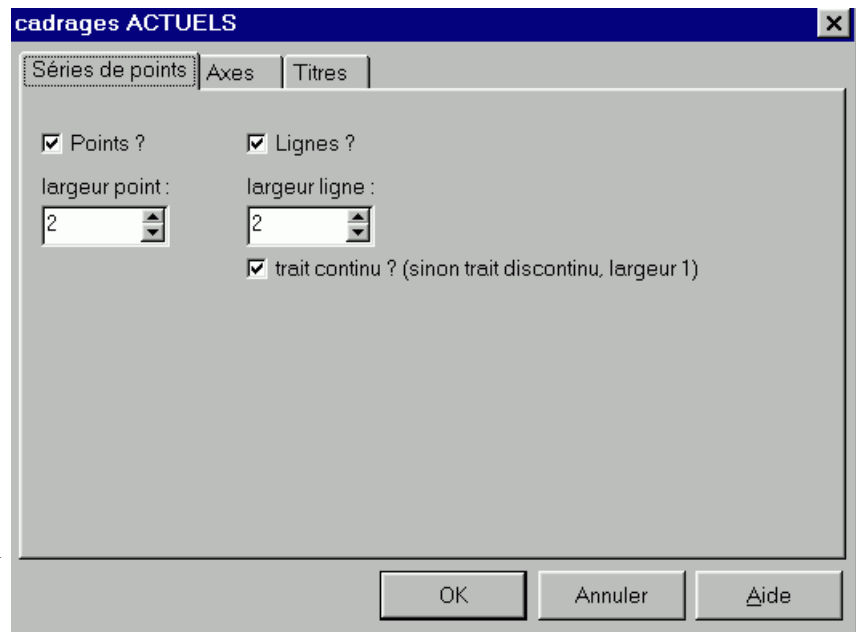 cadrages ACTUELS
Séries de points Axes Titres
Points ? Lignes ?
largeur point : largeur ligne :
2 2
trait continu ? (sinon trait discontinu, largeur 1)
OK Annuler Aide